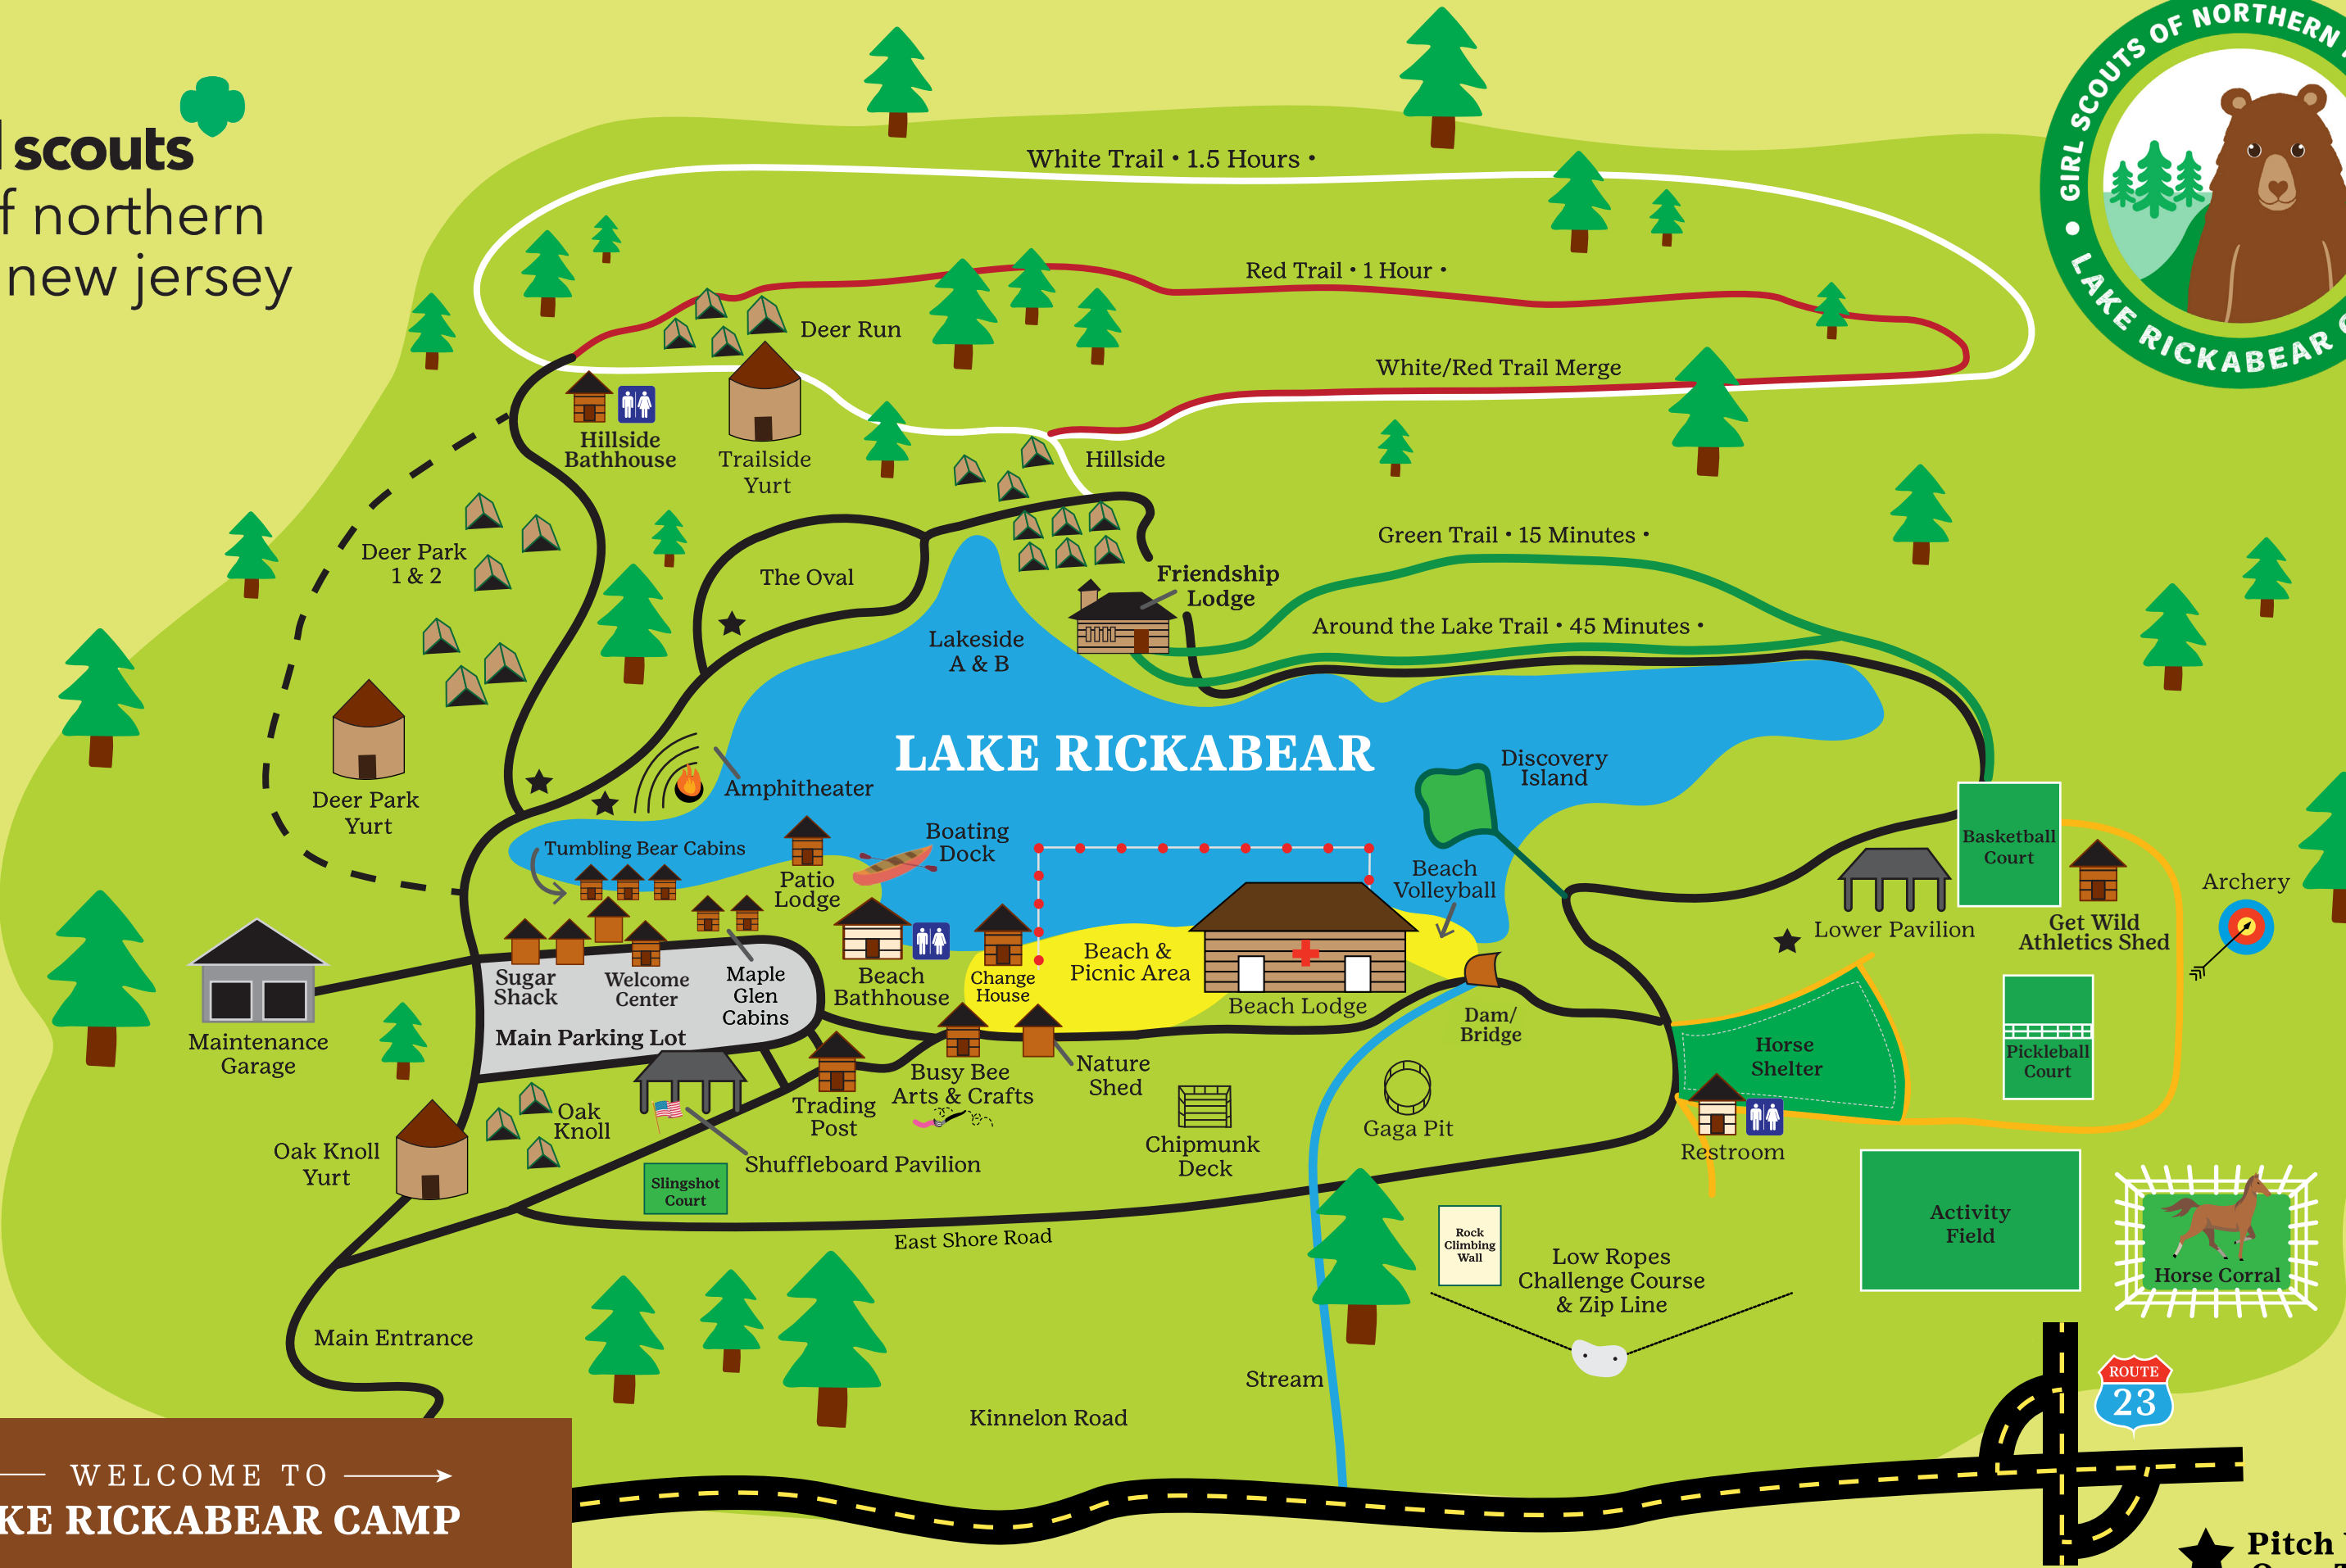 scouts
f northern
new jersey
GIRL SCOUTS OF NORTHERN
LAKE RICKABEAR
White Trail • 1.5 Hours •
Red Trail • 1 Hour •
Deer Run
White/Red Trail Merge
Hillside
Bathhouse
Trailside
Yurt
Hillside
Deer Park
1 & 2
The Oval
Green Trail • 15 Minutes •
Friendship
Lodge
Around the Lake Trail • 45 Minutes •
Lakeside
A & B
LAKE RICKABEAR
Discovery
Island
Amphitheater
Deer Park
Yurt
Tumbling Bear Cabins
Boating
Dock
Patio
Lodge
Beach
Volleyball
Basketball
Court
Archery
Lower Pavilion
Get Wild
Athletics Shed
Sugar
Shack
Welcome
Center
Maple
Glen
Cabins
Beach
Bathhouse
Change
House
Beach &
Picnic Area
Beach Lodge
Main Parking Lot
Maintenance
Garage
Dam/
Bridge
Horse
Shelter
Pickleball
Court
Nature
Shed
Busy Bee
Arts & Crafts
Trading
Post
Oak
Knoll
Oak Knoll
Yurt
Chipmunk
Deck
Gaga Pit
Restroom
Shuffleboard Pavilion
Slingshot
Court
East Shore Road
Rock
Climbing
Wall
Low Ropes
Challenge Course
& Zip Line
Activity
Field
Horse Corral
Main Entrance
Stream
Kinnelon Road
ROUTE
23
WELCOME TO
KE RICKABEAR CAMP
Pitch